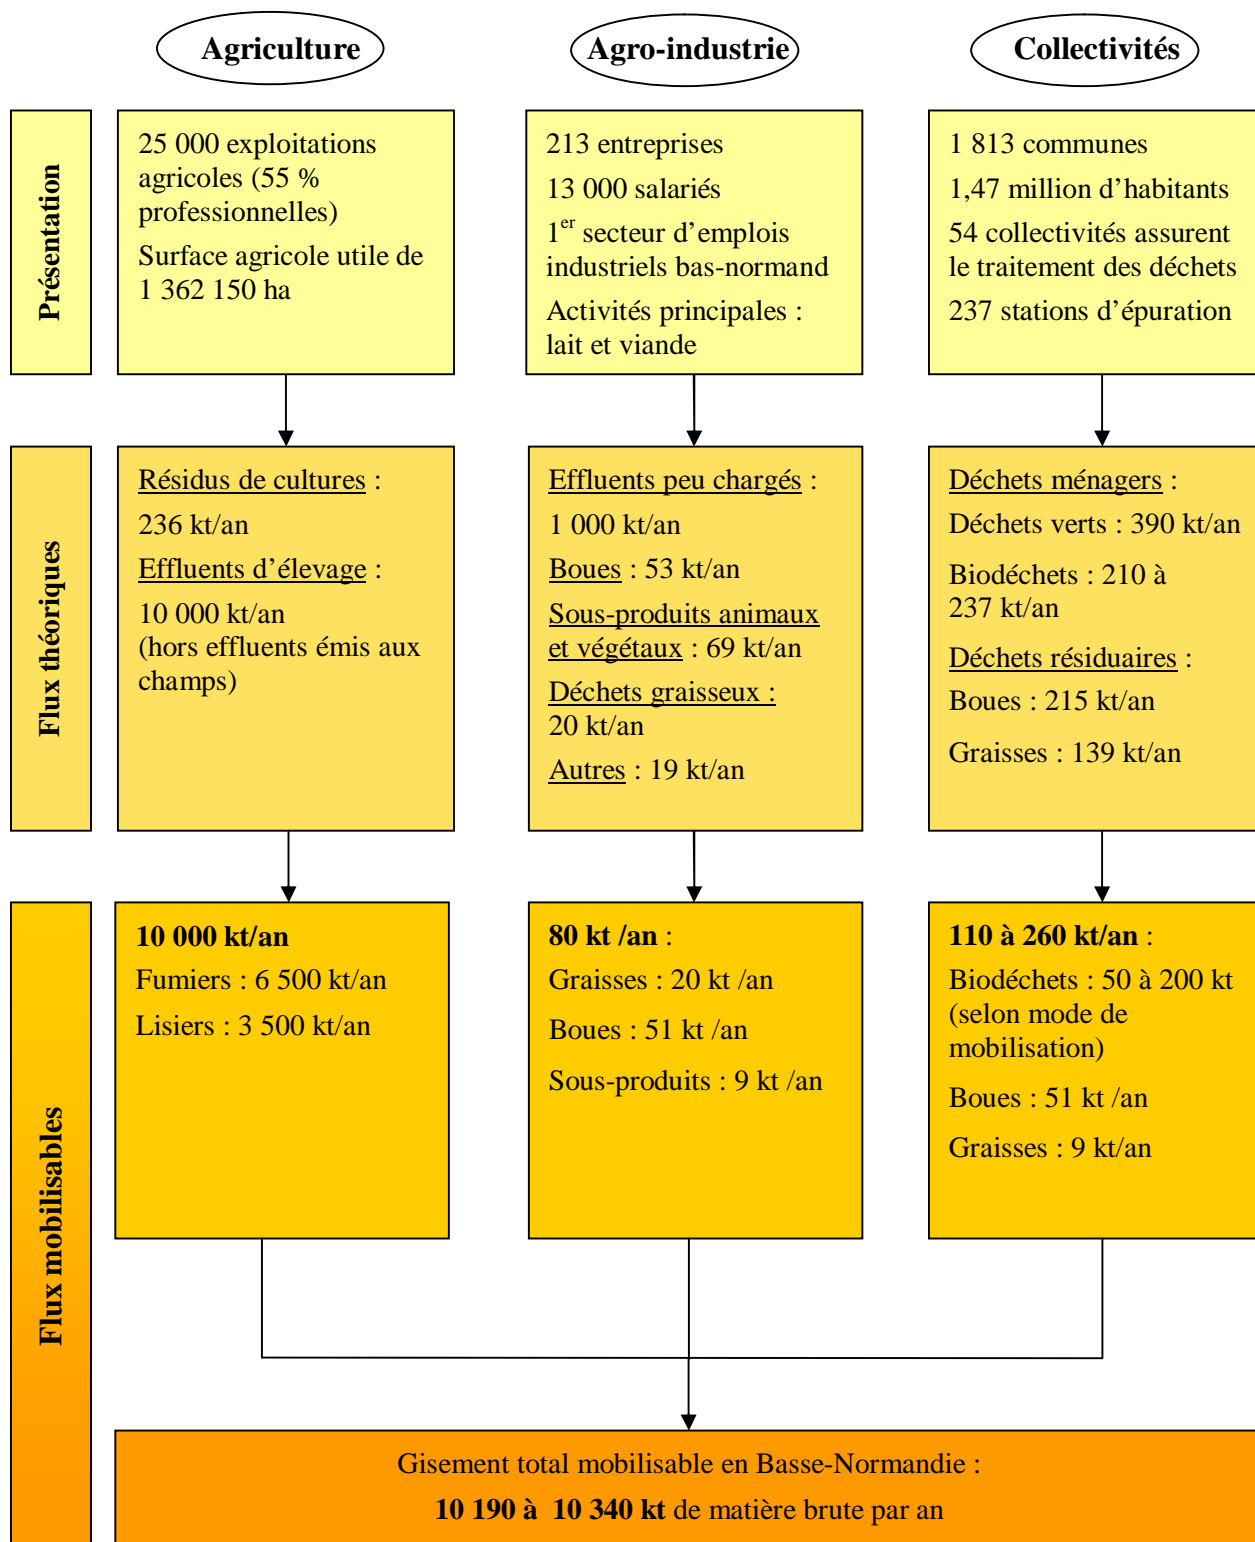 Agriculture
Agro-industrie
Collectivités
Présentation
25 000 exploitations
agricoles (55 %
professionnelles)
Surface agricole utile de
1 362 150 ha
213 entreprises
13 000 salariés
1er secteur d’emplois
industriels bas-normand
Activités principales :
lait et viande
1 813 communes
1,47 million d’habitants
54 collectivités assurent
le traitement des déchets
237 stations d’épuration
Flux théoriques
Résidus de cultures :
236 kt/an
Effluents d’élevage :
10 000 kt/an
(hors effluents émis aux
champs)
Effluents peu chargés :
1 000 kt/an
Boues : 53 kt/an
Sous-produits animaux
et végétaux : 69 kt/an
Déchets graisseux :
20 kt/an
Autres : 19 kt/an
Déchets ménagers :
Déchets verts : 390 kt/an
Biodéchets : 210 à
237 kt/an
Déchets résiduaires :
Boues : 215 kt/an
Graisses : 139 kt/an
Flux mobilisables
10 000 kt/an
Fumiers : 6 500 kt/an
Lisiers : 3 500 kt/an
80 kt /an :
Graisses : 20 kt /an
Boues : 51 kt /an
Sous-produits : 9 kt /an
110 à 260 kt/an :
Biodéchets : 50 à 200 kt
(selon mode de
mobilisation)
Boues : 51 kt /an
Graisses : 9 kt/an
Gisement total mobilisable en Basse-Normandie :
10 190 à 10 340 kt de matière brute par an